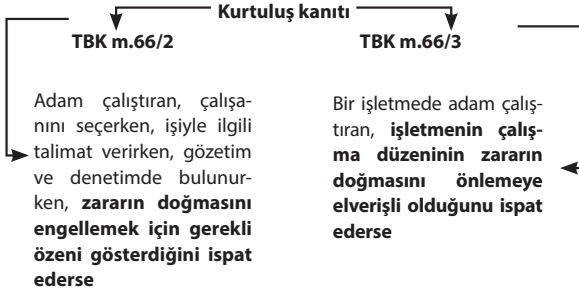 Kurtuluş kanıtı
TBK m.66/2
TBK m.66/3
Adam çalıştıran, çalışa-
nını seçerken, işiyle ilgili
talimat verirken, gözetim
ve denetimde bulunur-
ken, zararın doğmasını
engellemek için gerekli
özeni gösterdiğini ispat
ederse
Bir işletmede adam çalış-
tıran, işletmenin çalış-
ma düzeninin zararın
doğmasını önlemeye
elverişli olduğunu ispat
ederse